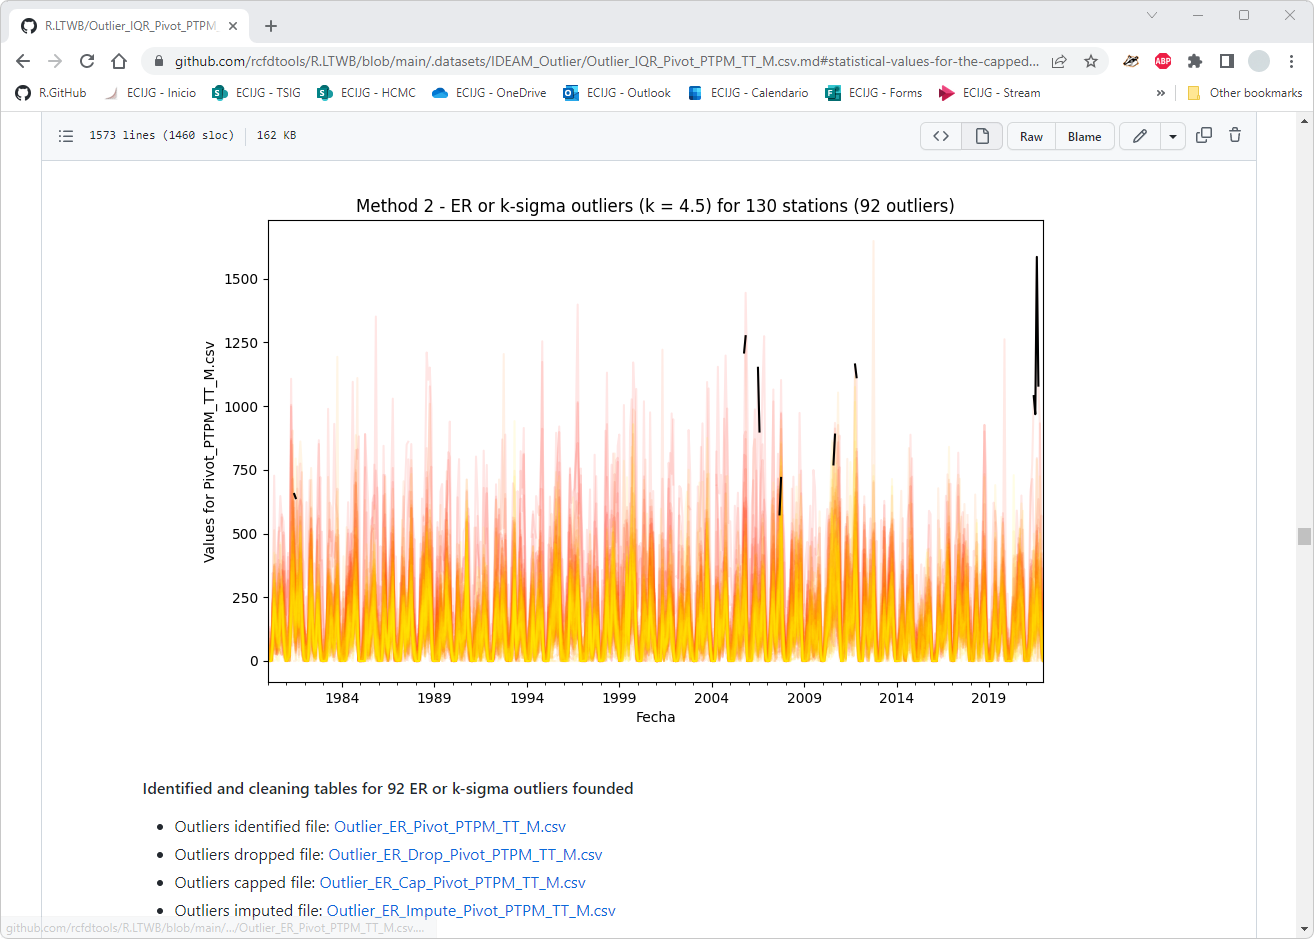 R.LTWB/Outlier_IQR_Pivot_PTPM_
github.com/rcfdtools/R.LTWB/blob/main/.datasets/IDEAM_Outlier/Outlier_IQR_Pivot_PTPM_TT_M.csv.md#statistical-values-for-the-capped...
ABP
R.GitHub ECIJG - Inicio ECIJG - TSIG ECIJG - HCMC ECIJG - OneDrive ECIJG - Outlook ECIJG - Calendario ECIJG - Forms ECIJG - Stream » Other bookmarks
1573 lines (1460 sloc) 162 KB
<> Raw Blame
Method 2 - ER or k-sigma outliers (k = 4.5) for 130 stations (92 outliers)
Values for Pivot_PTPM_TT_M.csv
1500
1250
1000
750
500
250
0
1984 1989 1994 1999 2004 2009 2014 2019
Fecha
Identified and cleaning tables for 92 ER or k-sigma outliers founded
• Outliers identified file: Outlier_ER_Pivot_PTPM_TT_M.csv
• Outliers dropped file: Outlier_ER_Drop_Pivot_PTPM_TT_M.csv
• Outliers capped file: Outlier_ER_Cap_Pivot_PTPM_TT_M.csv
• Outliers imputed file: Outlier_ER_Impute_Pivot_PTPM_TT_M.csv
github.com/rcfdtools/R.LTWB/blob/main/.../Outlier_ER_Pivot_PTPM_TT_M.csv....